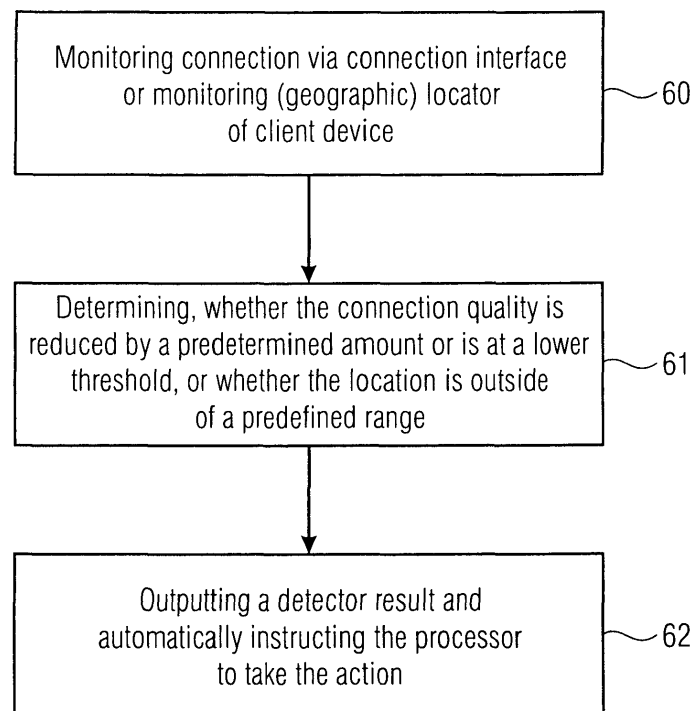 Monitoring connection via connection interface
or monitoring (geographic) locator
of client device
60
Determining, whether the connection quality is
reduced by a predetermined amount or is at a lower
threshold, or whether the location is outside
of a predefined range
61
Outputting a detector result and
automatically instructing the processor
to take the action
62